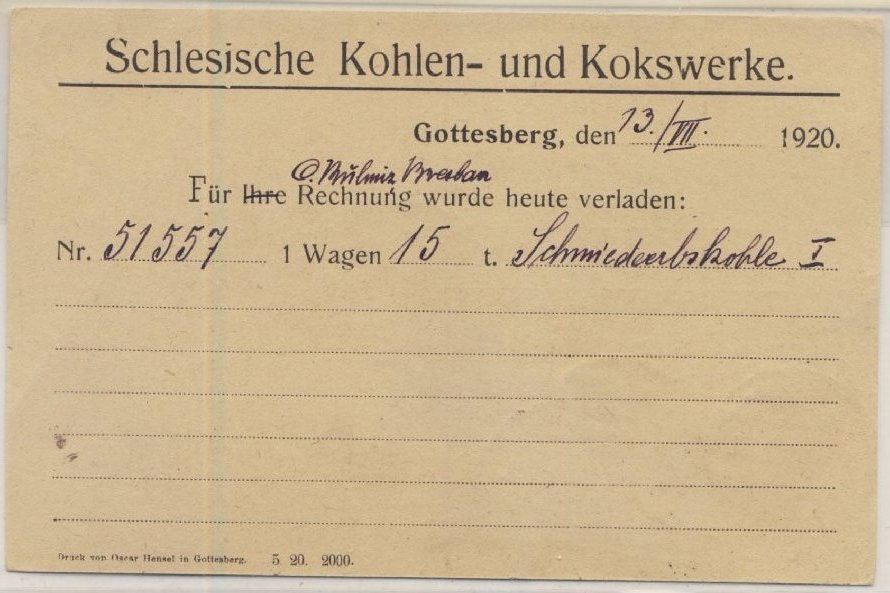 Schlesische Kohlen- und Kokswerke.
Gottesberg, den 13./VII. 1920.
C. Kulmiz Breslau
Für Ihre Rechnung wurde heute verladen:
Nr. 51557 1 Wagen 15 t. Schmiedeerbskohle I
Druck von Oscar Hensel in Gottesberg. 5 20. 2000.